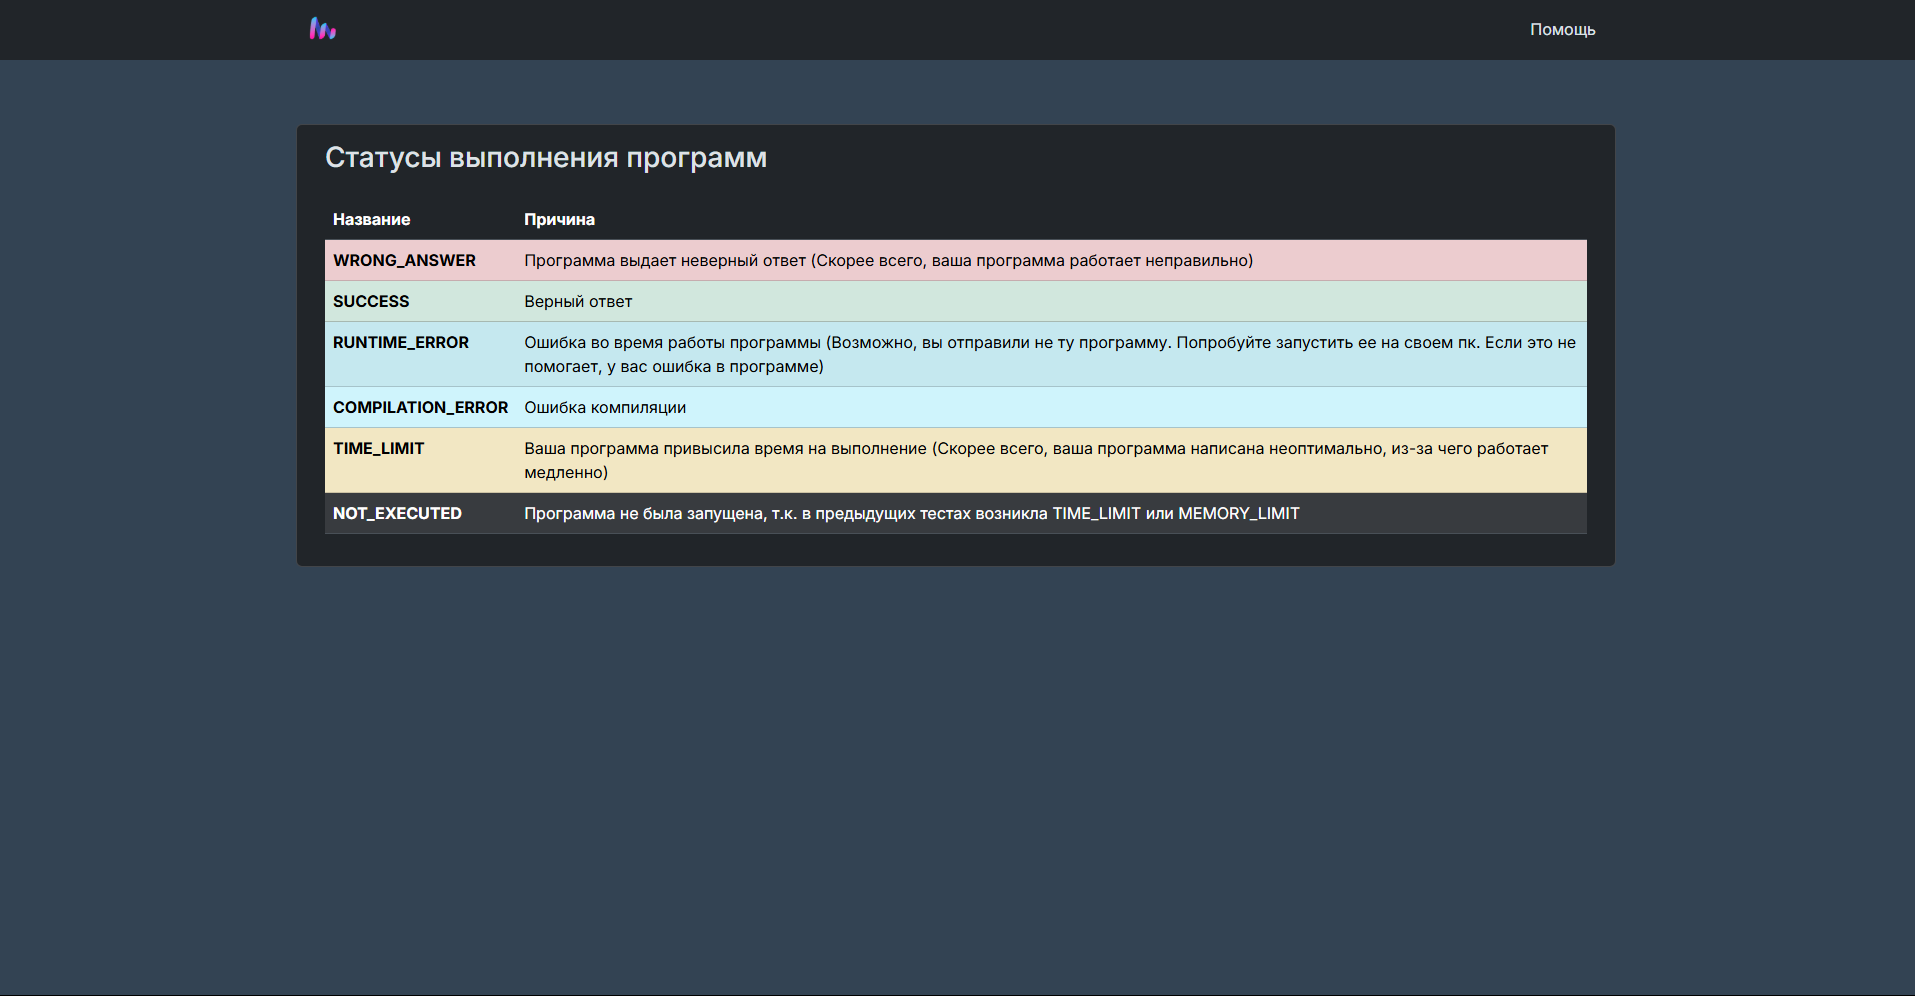 Помощь
Статусы выполнения программ
Название Причина
WRONG_ANSWER Программа выдает неверный ответ (Скорее всего, ваша программа работает неправильно)
SUCCESS Верный ответ
RUNTIME_ERROR Ошибка во время работы программы (Возможно, вы отправили не ту программу. Попробуйте запустить ее на своем пк. Если это не
помогает, у вас ошибка в программе)
COMPILATION_ERROR Ошибка компиляции
TIME_LIMIT Ваша программа привысила время на выполнение (Скорее всего, ваша программа написана неоптимально, из-за чего работает
медленно)
NOT_EXECUTED Программа не была запущена, т.к. в предыдущих тестах возникла TIME_LIMIT или MEMORY_LIMIT